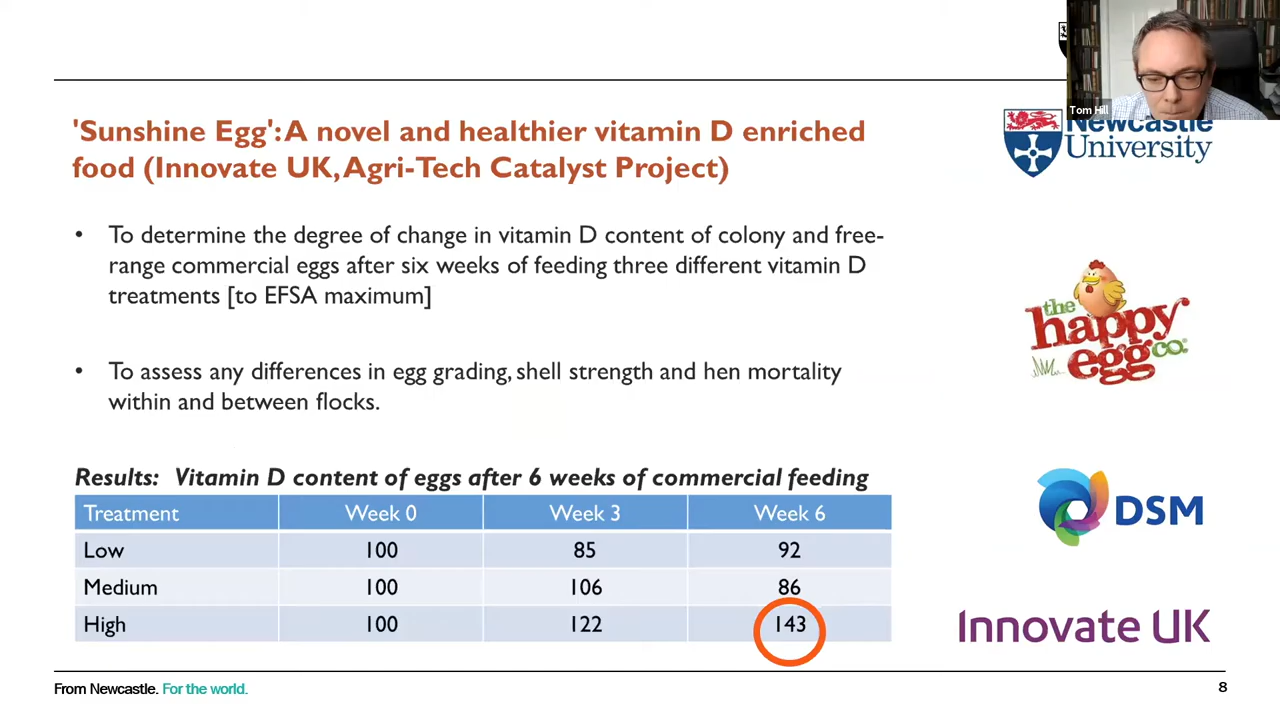 Tom Hill
'Sunshine Egg': A novel and healthier vitamin D enriched
food (Innovate UK, Agri-Tech Catalyst Project)
Newcastle
University
• To determine the degree of change in vitamin D content of colony and free-
range commercial eggs after six weeks of feeding three different vitamin D
treatments [to EFSA maximum]
the
happy
egg co.
• To assess any differences in egg grading, shell strength and hen mortality
within and between flocks.
Results: Vitamin D content of eggs after 6 weeks of commercial feeding
Treatment Week 0 Week 3 Week 6
Low 100 85 92
Medium 100 106 86
High 100 122 143
DSM
Innovate UK
From Newcastle. For the world.
8